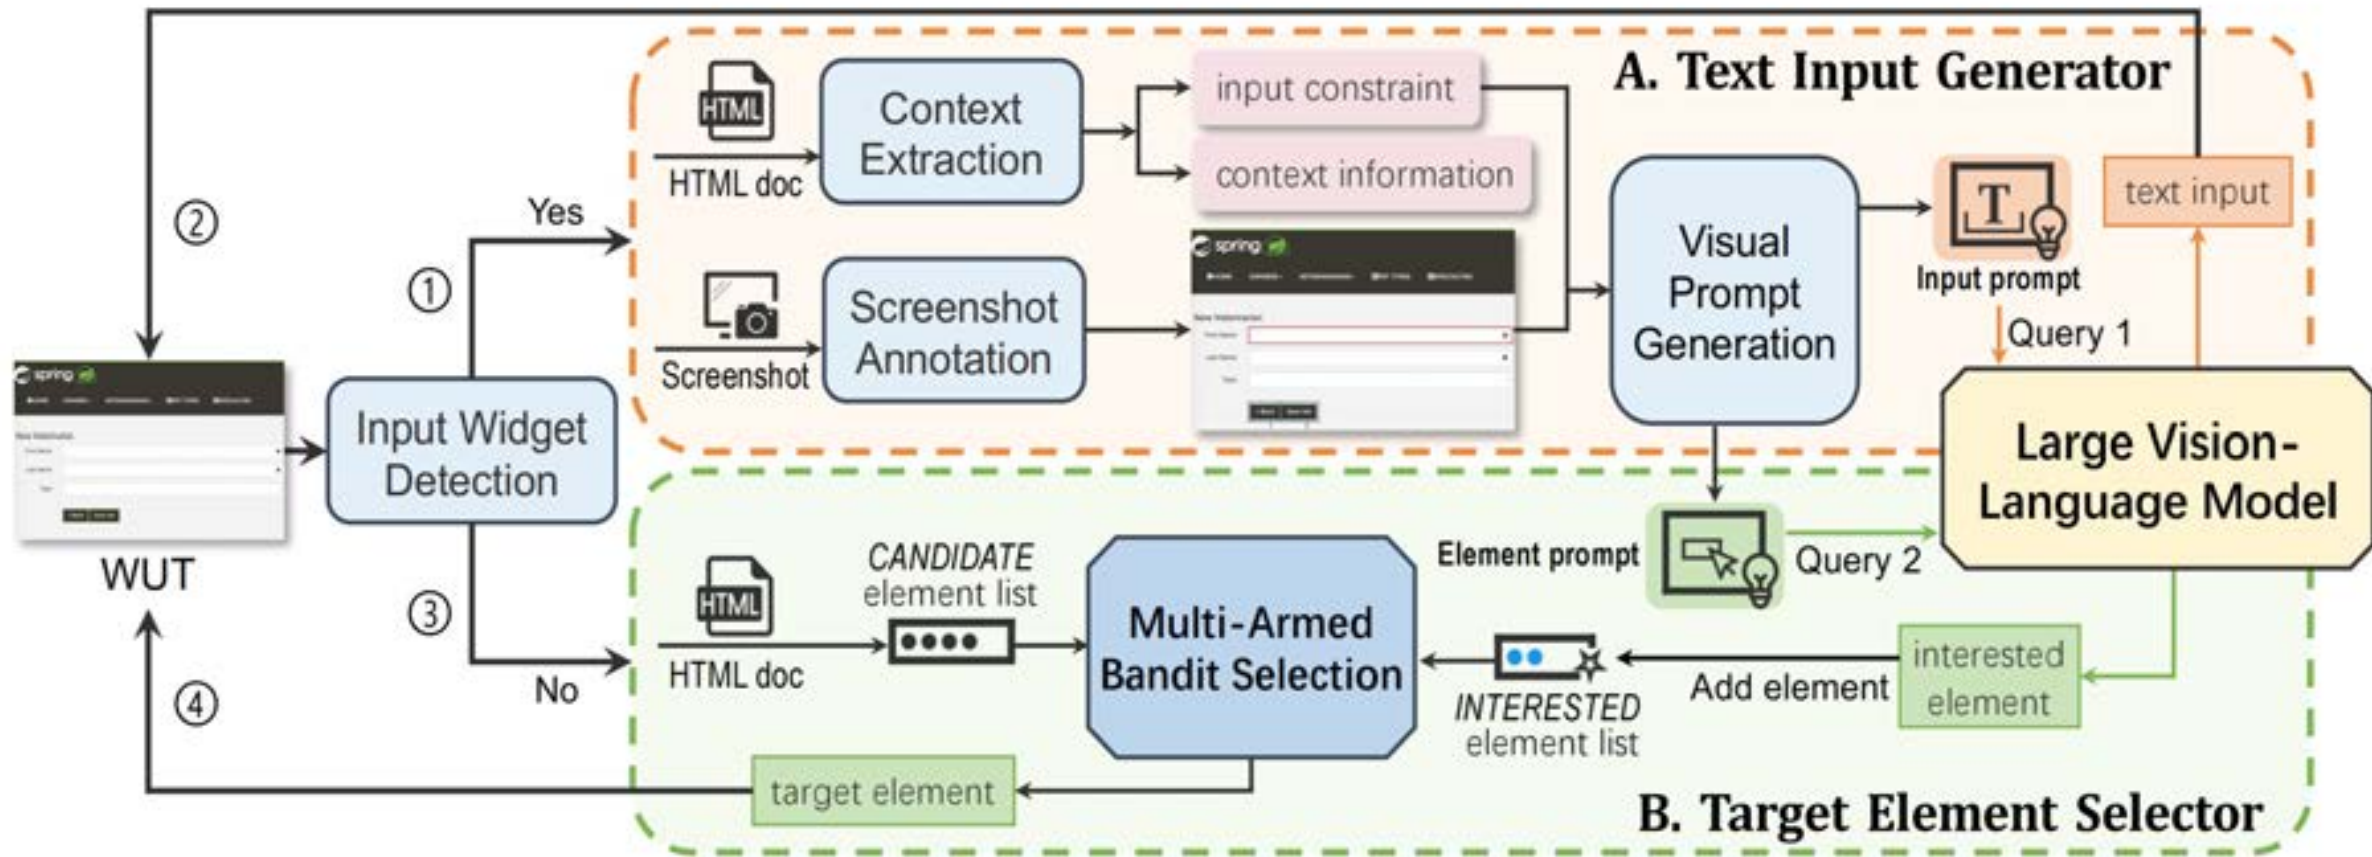 A. Text Input Generator
HTML
HTML doc
Context
Extraction
input constraint
context information
text input
②
Yes
①
Screenshot
Screenshot
Annotation
spring
Visual
Prompt
Generation
T
Input prompt
Query 1
spring
WUT
Input Widget
Detection
Large Vision-
Language Model
③
No
④
HTML
HTML doc
CANDIDATE
element list
Multi-Armed
Bandit Selection
Element prompt
Query 2
INTERESTED
element list
Add element
interested
element
target element
B. Target Element Selector